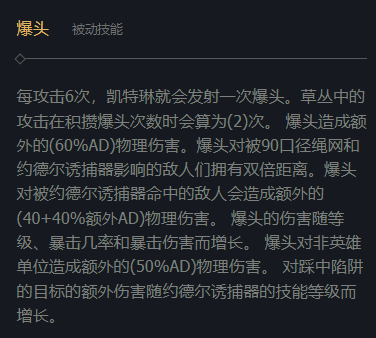 爆头 被动技能
每攻击6次，凯特琳就会发射一次爆头。草丛中的
攻击在积攒爆头次数时会算为(2)次。 爆头造成额
外的(60%AD)物理伤害。爆头对被90口径绳网和
约德尔诱捕器影响的敌人们拥有双倍距离。爆头
对被约德尔诱捕器命中的敌人会造成额外的
(40+40%额外AD)物理伤害。 爆头的伤害随等
级、暴击几率和暴击伤害而增长。 爆头对非英雄
单位造成额外的(50%AD)物理伤害。 对踩中陷阱
的目标的额外伤害随约德尔诱捕器的技能等级而
增长。